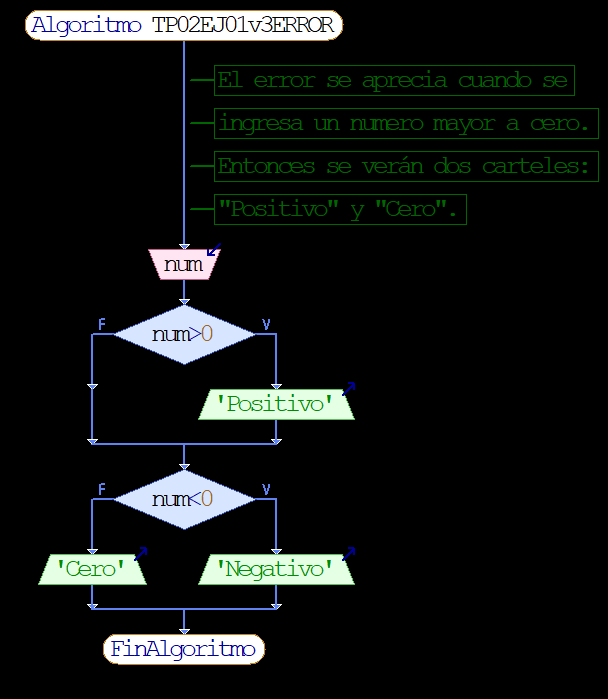 Algoritmo TP02EJ01v3ERROR
El error se aprecia cuando se
ingresa un numero mayor a cero.
Entonces se verán dos carteles:
"Positivo" y "Cero".
num
F
V
num>0
'Positivo'
F
V
num<0
'Cero'
'Negativo'
FinAlgoritmo